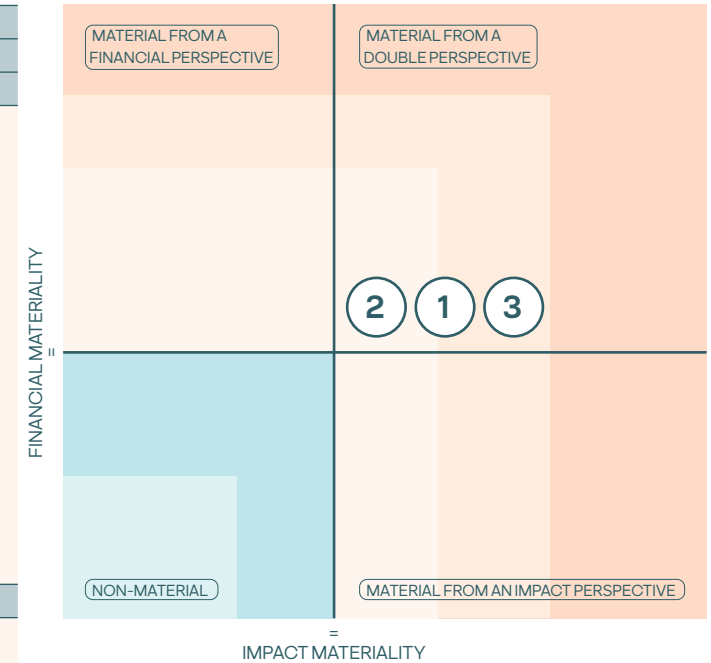 MATERIAL FROM A
FINANCIAL PERSPECTIVE
MATERIAL FROM A
DOUBLE PERSPECTIVE
FINANCIAL MATERIALITY
=
2 1 3
NON-MATERIAL
MATERIAL FROM AN IMPACT PERSPECTIVE
=
IMPACT MATERIALITY